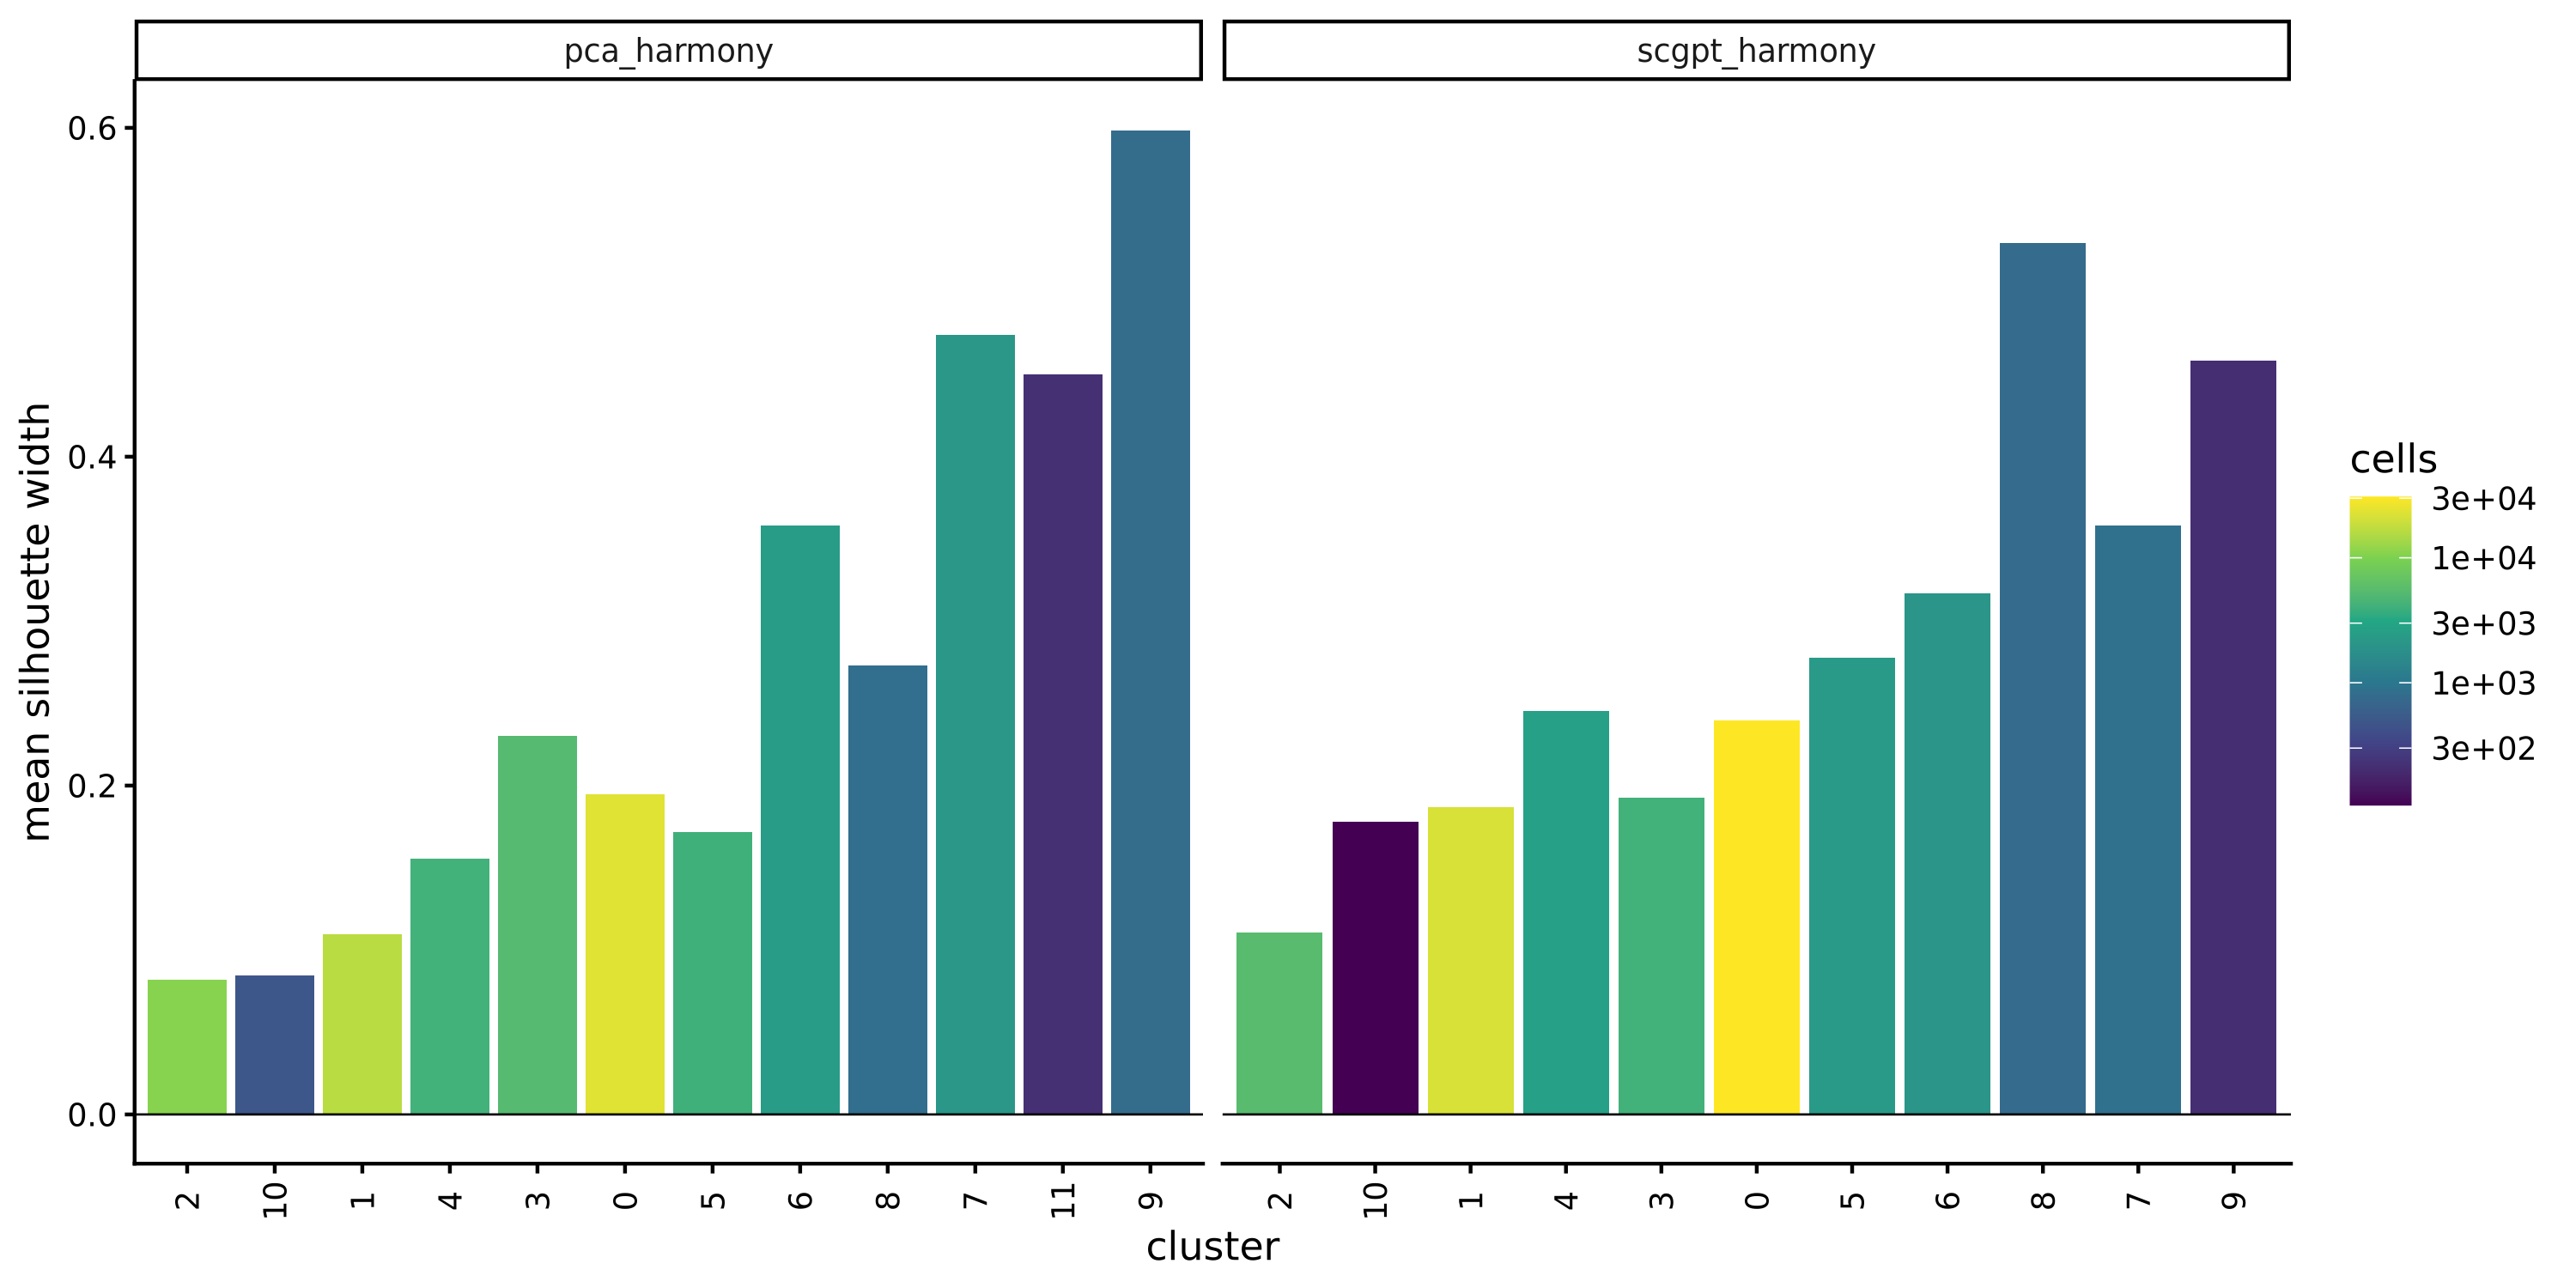 pca_harmony
scgpt_harmony
0.6
0.4
0.2
0.0
mean silhouette width
2 10 1 4 3 0 5 6 8 7 11 9
2 10 1 4 3 0 5 6 8 7 9
cluster
cells
3e+04
1e+04
3e+03
1e+03
3e+02